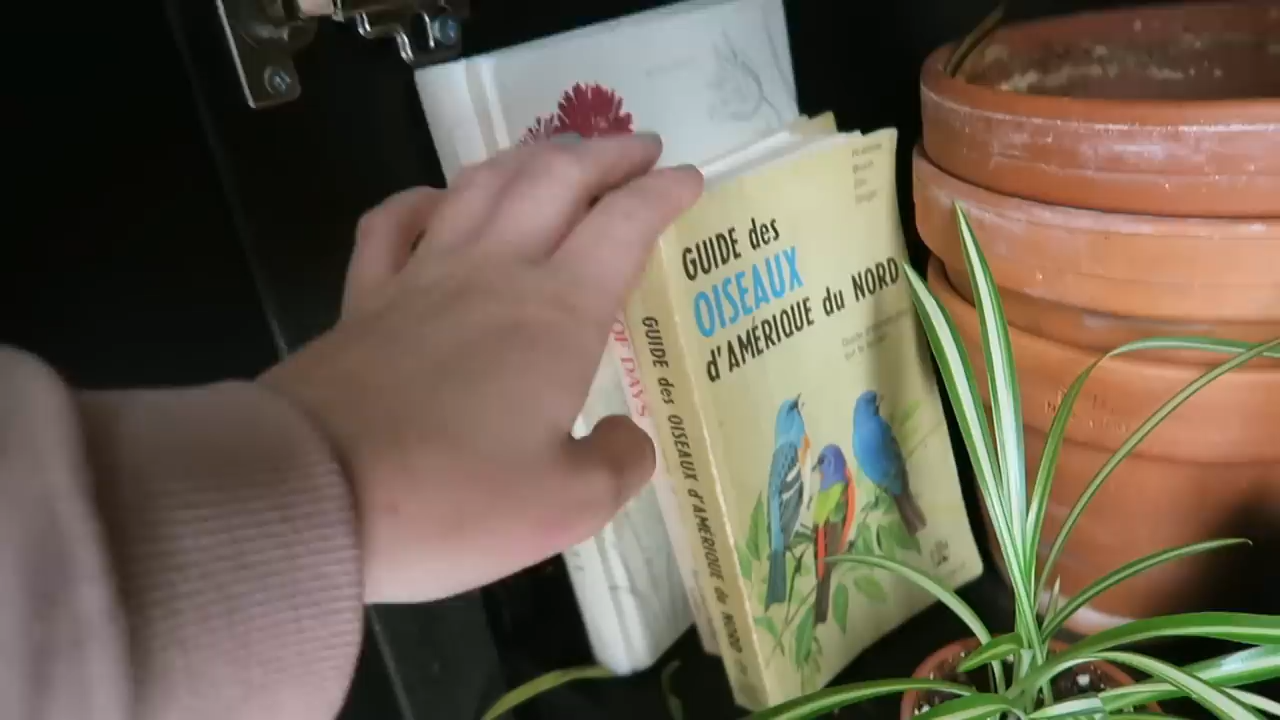 GUIDE des
OISEAUX
d'AMÉRIQUE du NORD
GUIDE des OISEAUX d'AMÉRIQUE du NORD
OF DAYS